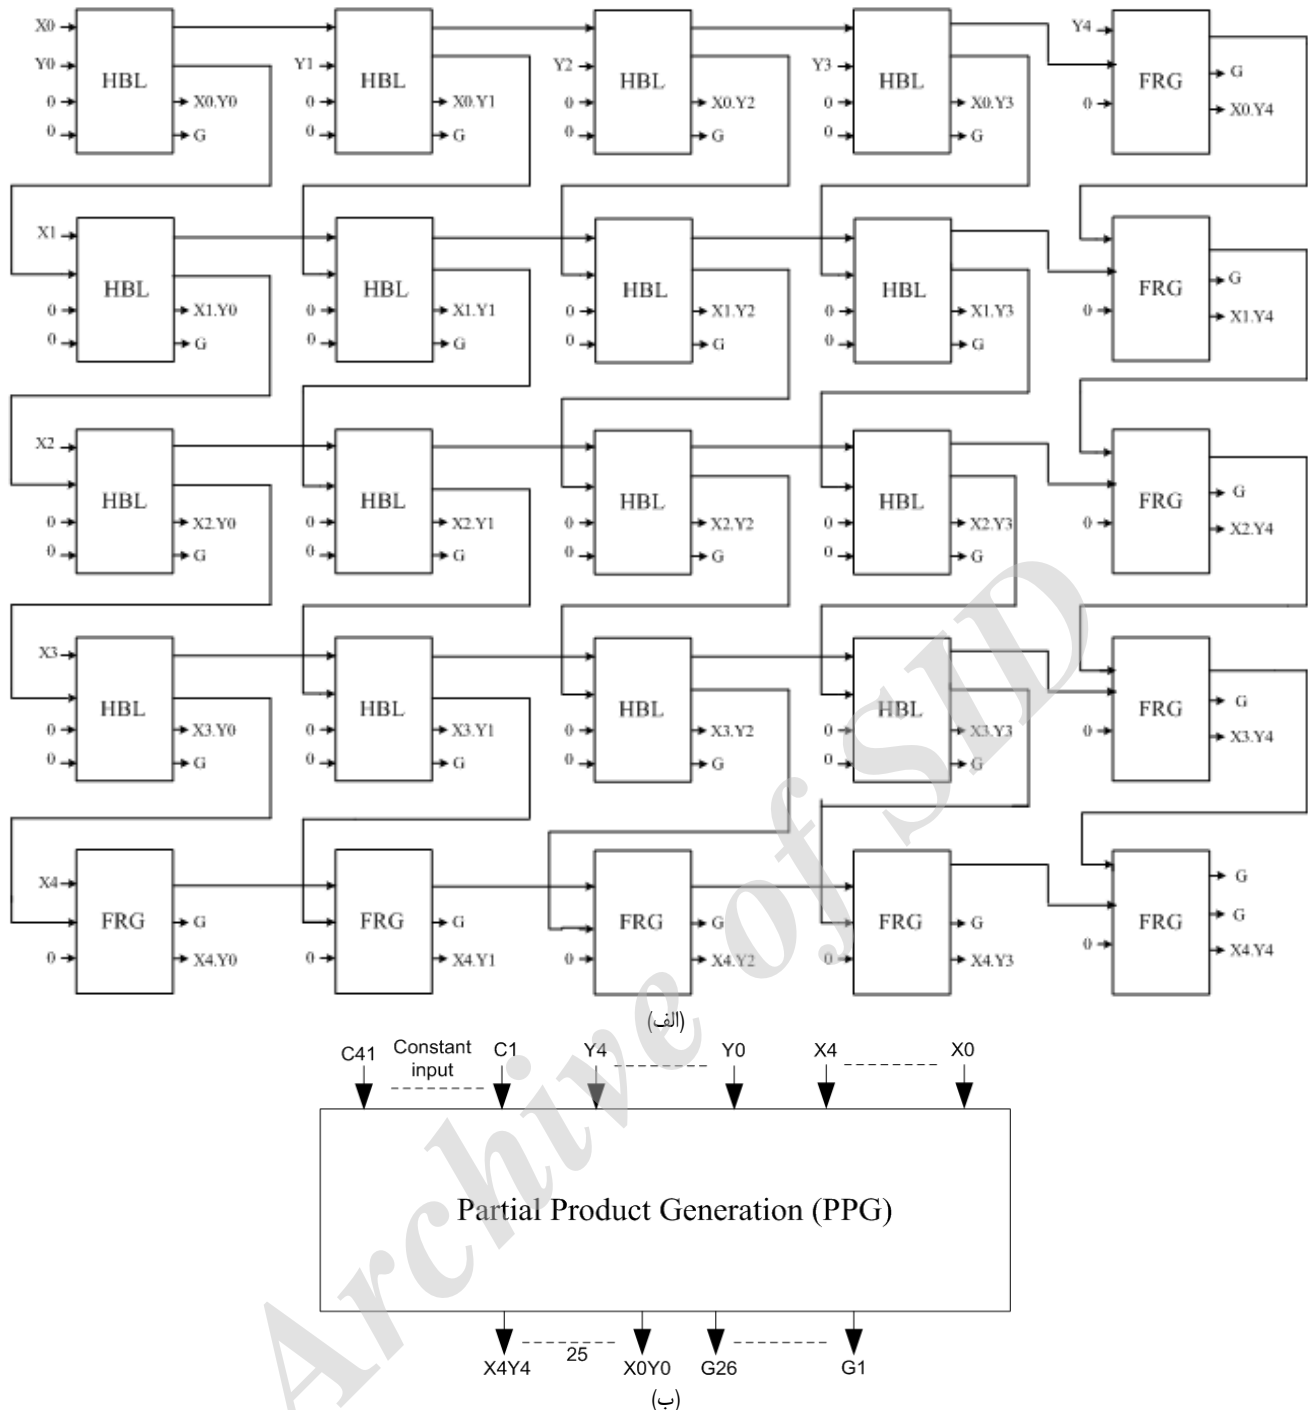 X0 Y0 0 0 HBL X0.Y0 G
Y1 0 0 HBL X0.Y1 G
Y2 0 0 HBL X0.Y2 G
Y3 0 0 HBL X0.Y3 G
Y4 0 FRG G X0.Y4
X1 0 0 HBL X1.Y0 G
0 0 HBL X1.Y1 G
0 0 HBL X1.Y2 G
0 0 HBL X1.Y3 G
0 FRG G X1.Y4
X2 0 0 HBL X2.Y0 G
0 0 HBL X2.Y1 G
0 0 HBL X2.Y2 G
0 0 HBL X2.Y3 G
0 FRG G X2.Y4
X3 0 0 HBL X3.Y0 G
0 0 HBL X3.Y1 G
0 0 HBL X3.Y2 G
0 0 HBL X3.Y3 G
0 FRG G X3.Y4
X4 0 FRG G X4.Y0
0 FRG G X4.Y1
0 FRG G X4.Y2
0 FRG G X4.Y3
0 FRG G G X4.Y4
(الف)
C41 Constant input C1 Y4 Y0 X4 X0
Partial Product Generation (PPG)
X4Y4 25 X0Y0 G26 G1
(ب)
Archive of SID